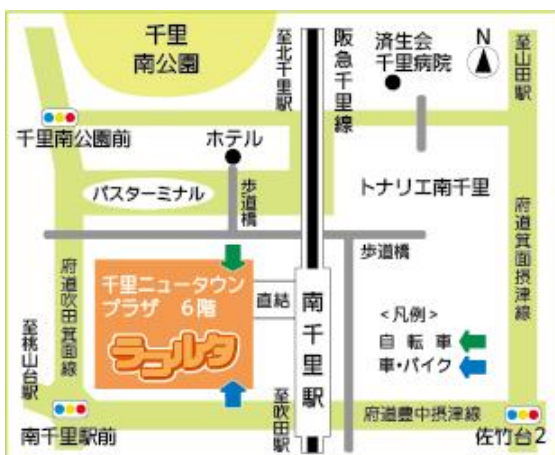 千里
南公園
至北千里駅
阪急千里線
済生会
千里病院
N
至山田駅
千里南公園前
ホテル
バスターミナル
歩道橋
トナリエ南千里
歩道橋
府道箕面摂津線
府道吹田箕面線
千里ニュータウン
プラザ 6階
ラコルタ
直結
南千里駅
<凡例>
自転車
車・バイク
至桃山台駅
南千里駅前
至吹田駅
府道豊中摂津線
佐竹台2